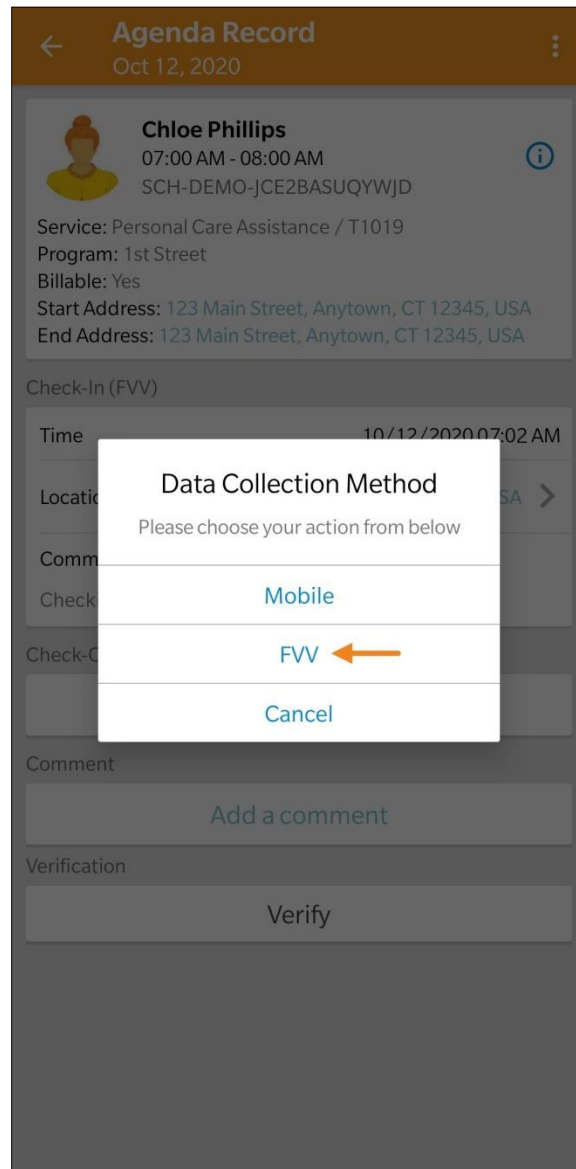 Agenda Record
Oct 12, 2020
Chloe Phillips
07:00 AM - 08:00 AM
SCH-DEMO-JCE2BASUQYWJD
Service: Personal Care Assistance / T1019
Program: 1st Street
Billable: Yes
Start Address: 123 Main Street, Anytown, CT 12345, USA
End Address: 123 Main Street, Anytown, CT 12345, USA
Check-In (FVV)
Time 10/12/2020 07:02 AM
Data Collection Method
Please choose your action from below
Mobile
FVV
Cancel
Comment
Add a comment
Verification
Verify